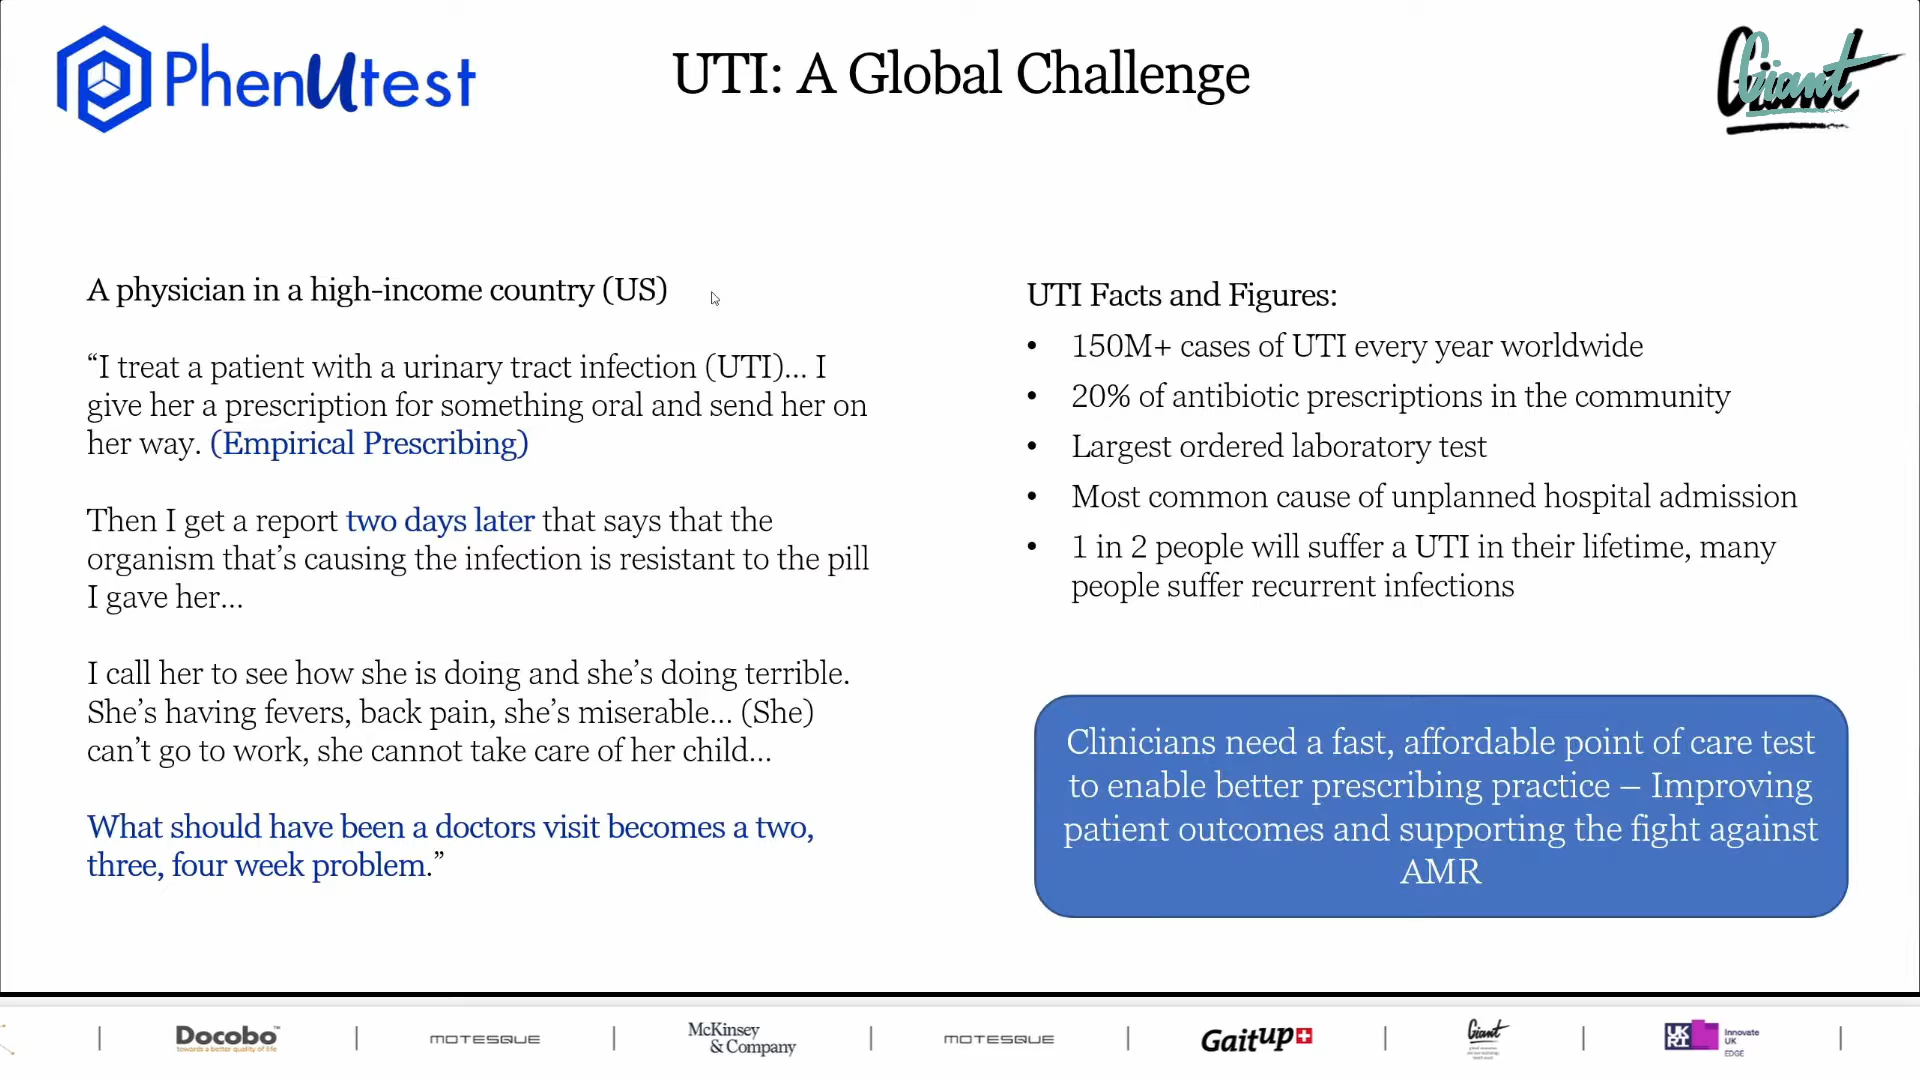 PhenUtest
UTI: A Global Challenge
Giant
A physician in a high-income country (US)
“I treat a patient with a urinary tract infection (UTI)... I
give her a prescription for something oral and send her on
her way. (Empirical Prescribing)
Then I get a report two days later that says that the
organism that’s causing the infection is resistant to the pill
I gave her...
I call her to see how she is doing and she’s doing terrible.
She’s having fevers, back pain, she’s miserable... (She)
can’t go to work, she cannot take care of her child...
What should have been a doctors visit becomes a two,
three, four week problem.”
UTI Facts and Figures:
• 150M+ cases of UTI every year worldwide
• 20% of antibiotic prescriptions in the community
• Largest ordered laboratory test
• Most common cause of unplanned hospital admission
• 1 in 2 people will suffer a UTI in their lifetime, many
people suffer recurrent infections
Clinicians need a fast, affordable point of care test
to enable better prescribing practice – Improving
patient outcomes and supporting the fight against
AMR
Docobo™
towards a better quality of life
MOTESQUE
McKinsey
& Company
MOTESQUE
Gaitup
Giant
UKRI
Innovate
UK
EDGE